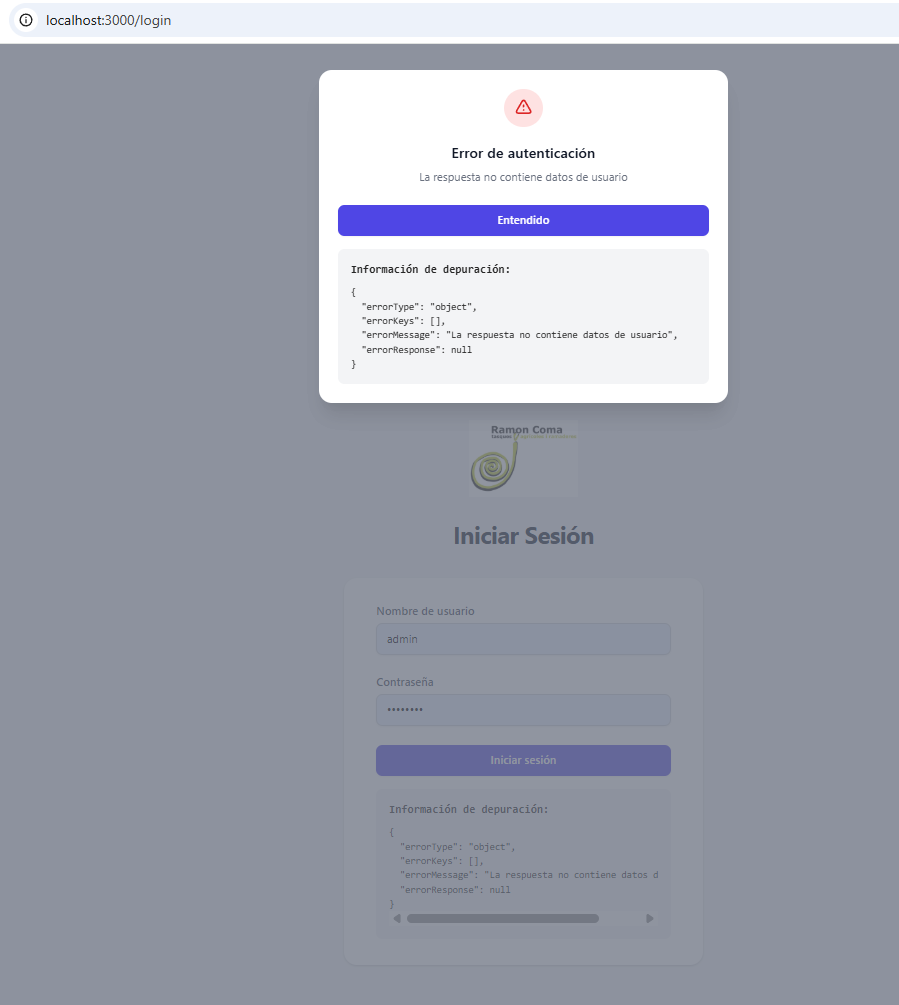 localhost:3000/login
Error de autenticación
La respuesta no contiene datos de usuario
Entendido
Información de depuración:
{
  "errorType": "object",
  "errorKeys": [],
  "errorMessage": "La respuesta no contiene datos de usuario",
  "errorResponse": null
}
Ramon Coma
Iniciar Sesión
Nombre de usuario
admin
Contraseña
••••••••
Iniciar sesión
Información de depuración:
{
  "errorType": "object",
  "errorKeys": [],
  "errorMessage": "La respuesta no contiene datos d
  "errorResponse": null
}